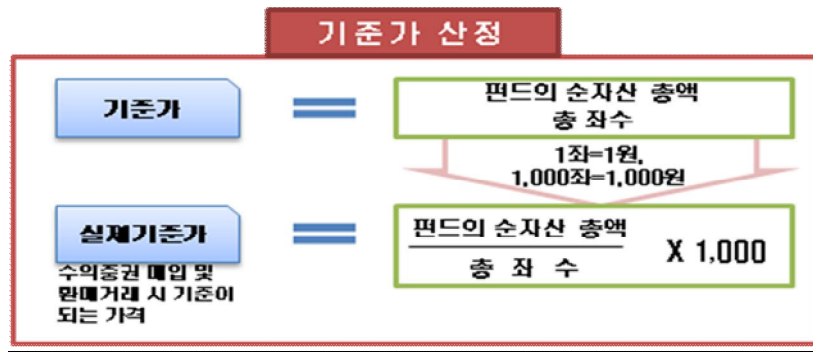 기준가 산정
기준가
펀드의 순자산 총액
총 좌수
1좌=1원,
1,000좌=1,000원
실제기준가
펀드의 순자산 총액
총 좌 수
X 1,000
수익증권 매입 및
환매거래 시 기준이
되는 가격